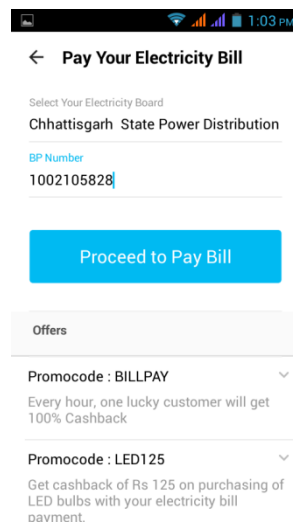 1:03 PM
Pay Your Electricity Bill
Select Your Electricity Board
Chhattisgarh State Power Distribution
BP Number
1002105828
Proceed to Pay Bill
Offers
Promocode : BILLPAY
Every hour, one lucky customer will get
100% Cashback
Promocode : LED125
Get cashback of Rs 125 on purchasing of
LED bulbs with your electricity bill
payment.